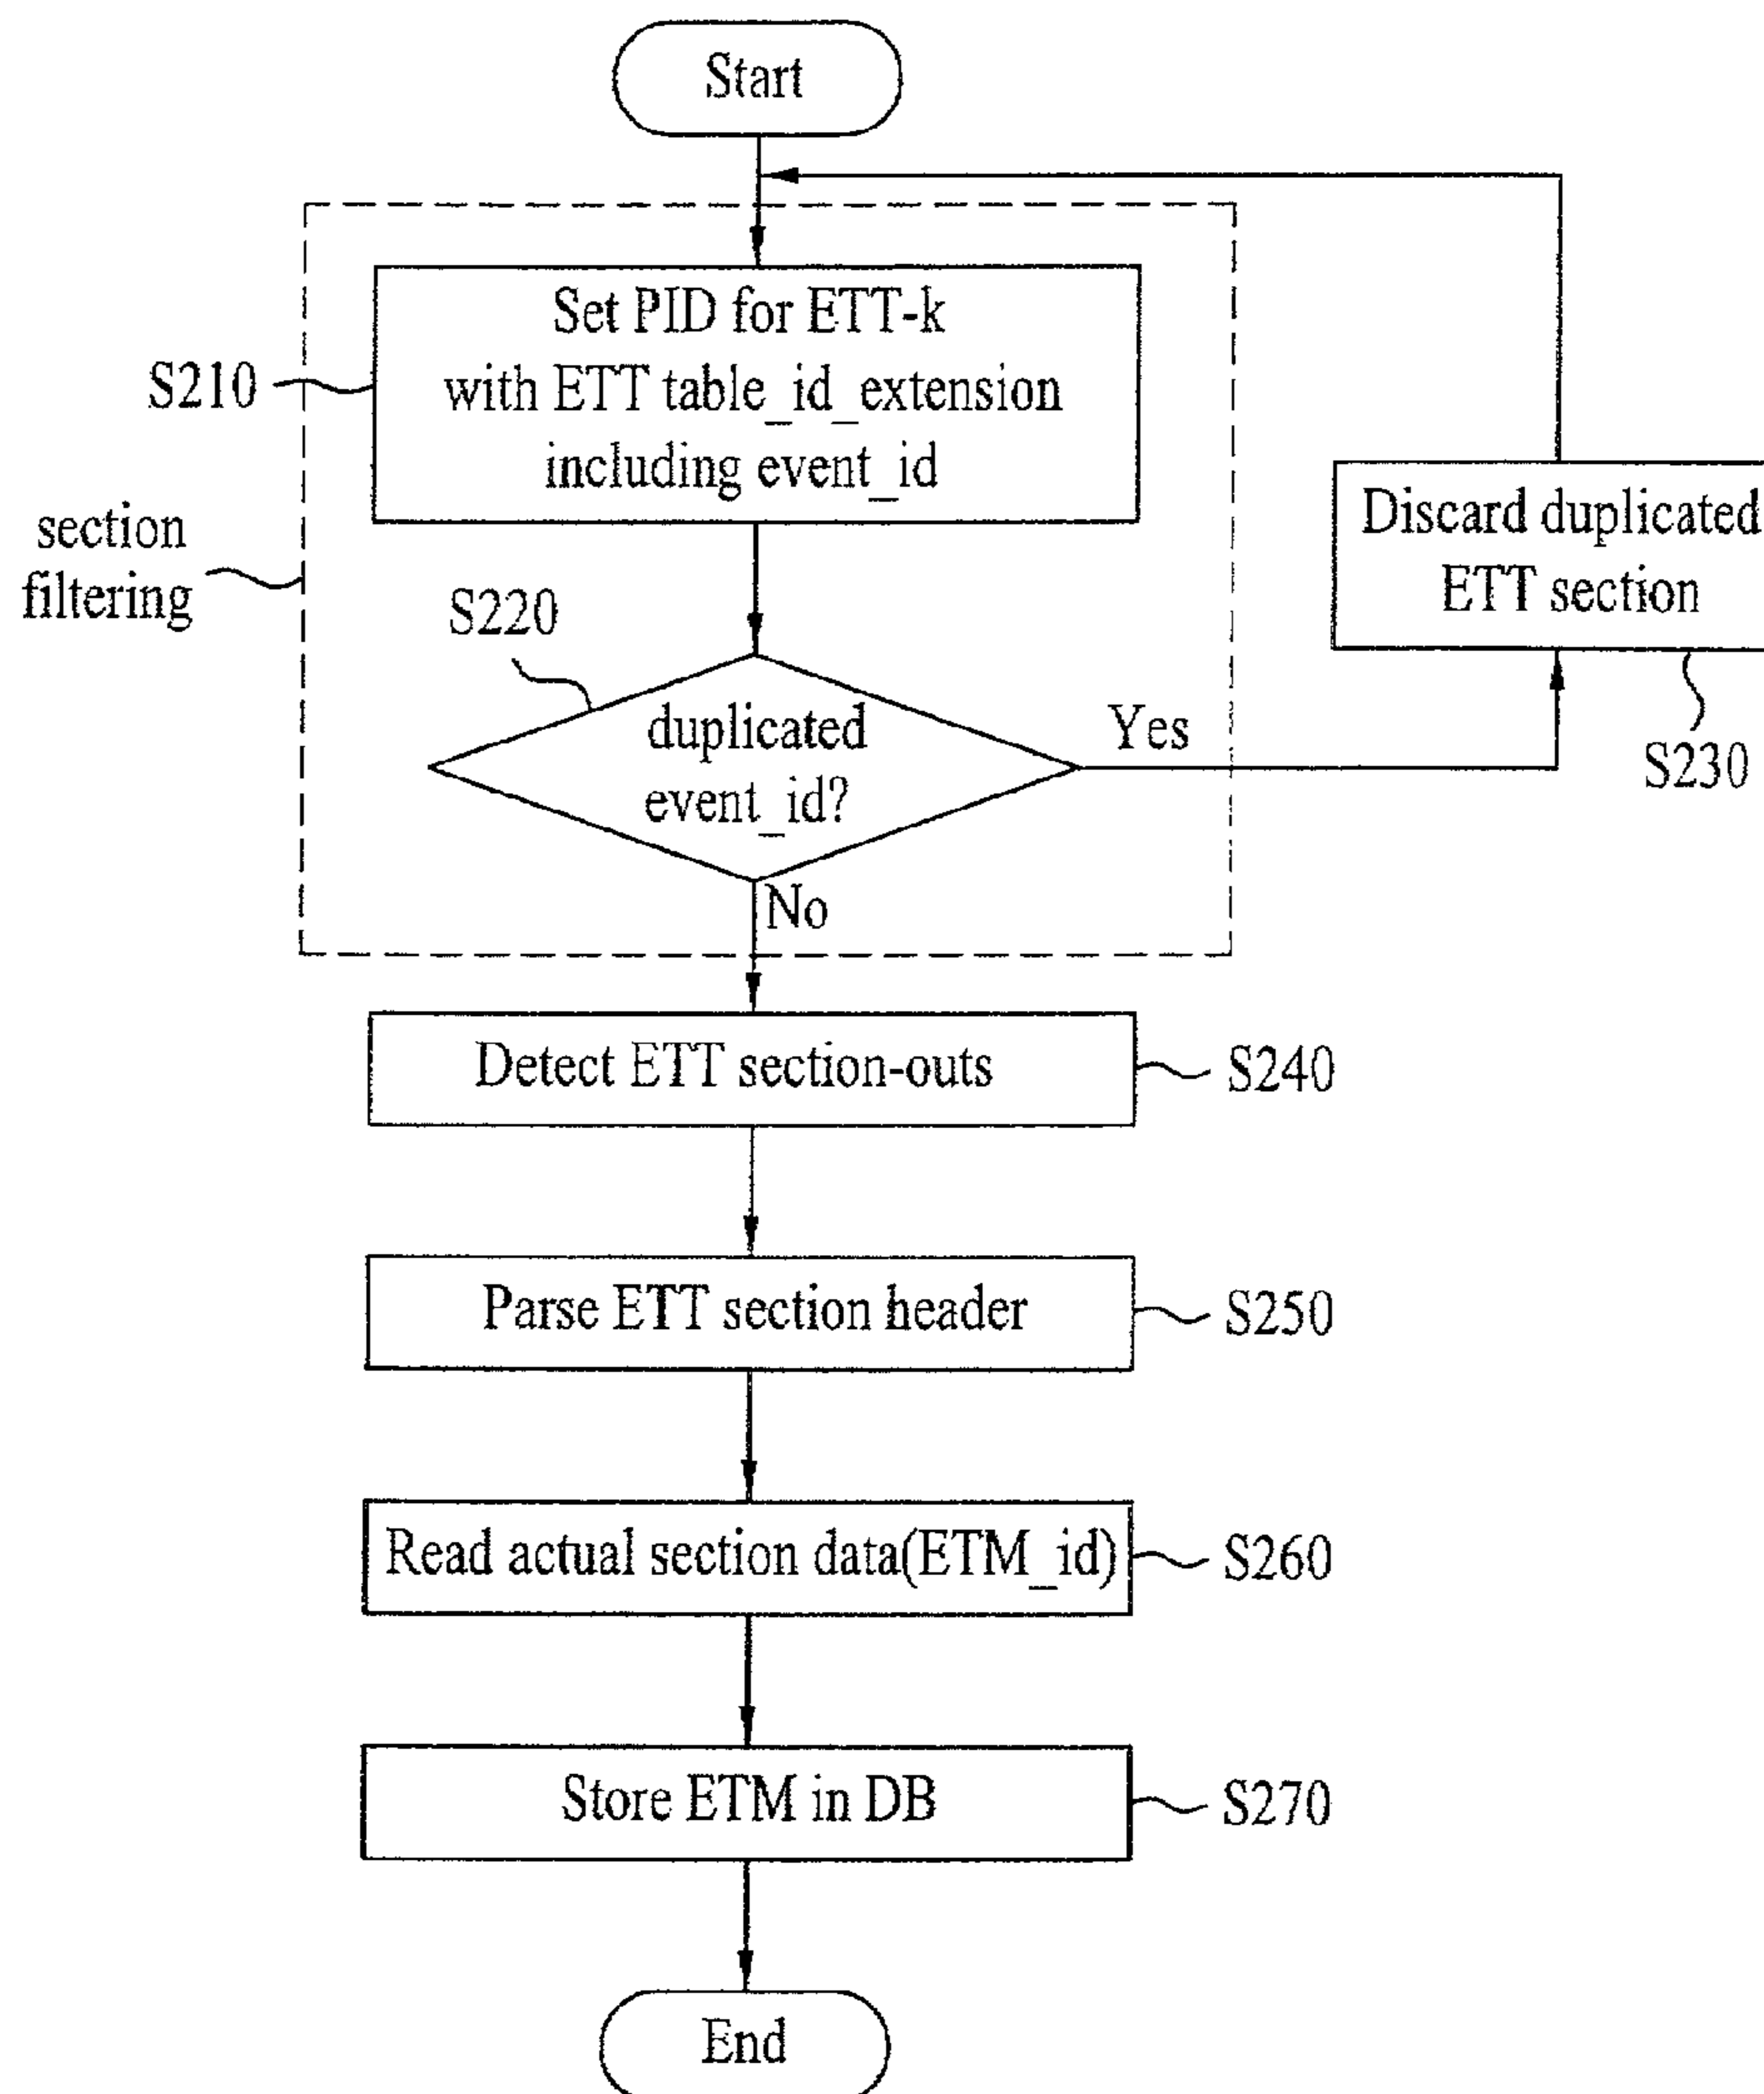 Start
Set PID for ETT-k
S210
with ETT table_id_extension
including event_id
section
filtering
Discard duplicated
ETT section
S220
duplicated
event_id?
Yes
S230
No
Detect ETT section-outs
S240
Parse ETT section header
S250
Read actual section data(ETM_id)
S260
Store ETM in DB
S270
End